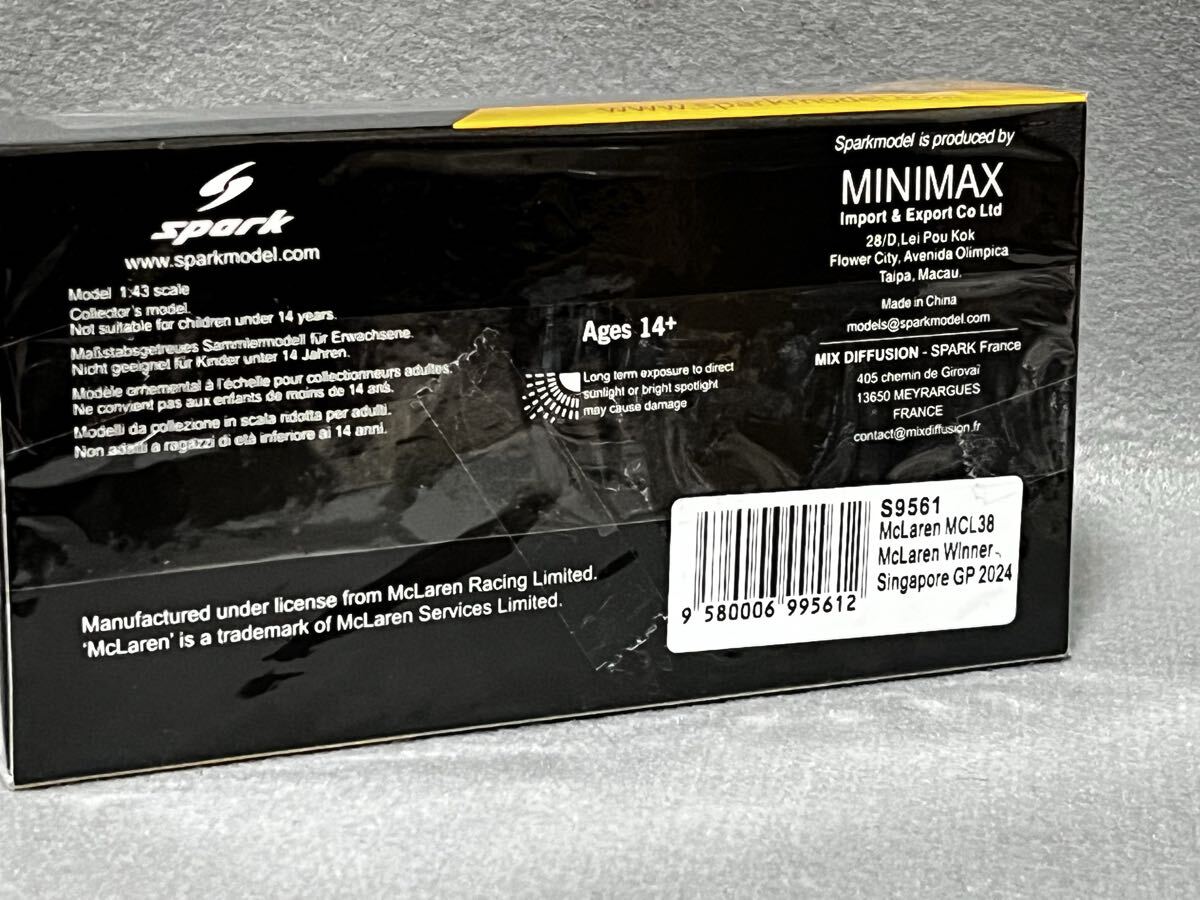 www.sparkmodel.com
spark
www.sparkmodel.com
Model 1:43 scale
Collector's model.
Not suitable for children under 14 years.
Maßstabsgetreues Sammlermodell für Erwachsene.
Nicht geeignet für Kinder unter 14 Jahren.
Modèle ornemental à l'échelle pour collectionneurs adultes.
Ne convient pas aux enfants de moins de 14 ans.
Modelli da collezione in scala ridotta per adulti.
Non adatti a ragazzi di età inferiore ai 14 anni.
Manufactured under license from McLaren Racing Limited.
'McLaren' is a trademark of McLaren Services Limited.
Ages 14+
Long term exposure to direct
sunlight or bright spotlight
may cause damage
Sparkmodel is produced by
MINIMAX
Import & Export Co Ltd
28/D,Lei Pou Kok
Flower City, Avenida Olimpica
Taipa, Macau.
Made in China
models@sparkmodel.com
MIX DIFFUSION - SPARK France
405 chemin de Girovai
13650 MEYRARGUES
FRANCE
contact@mixdiffusion.fr
S9561
McLaren MCL38
McLaren Winner
Singapore GP 2024
9 580006 995612